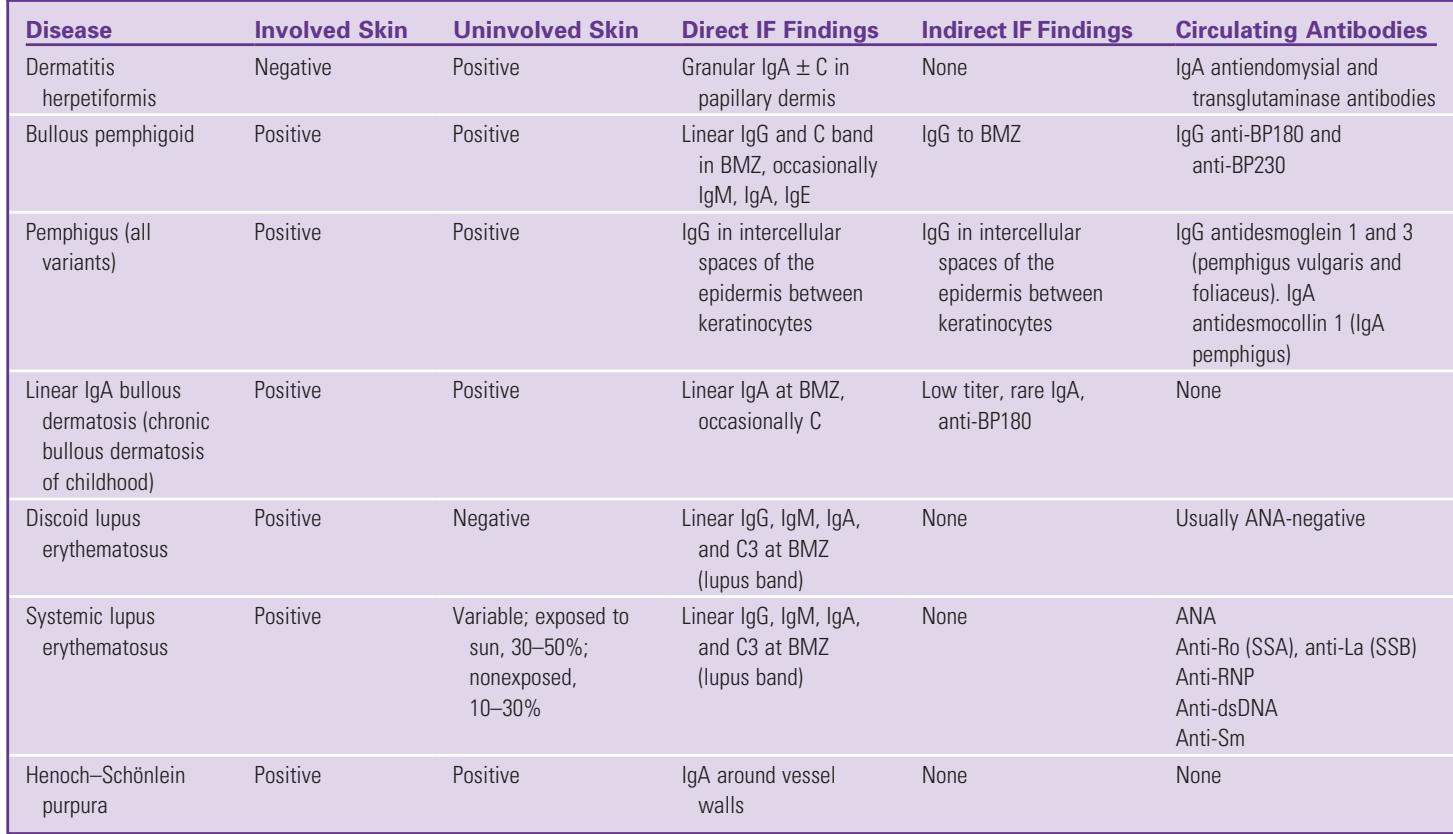 Disease Involved Skin Uninvolved Skin Direct IF Findings Indirect IF Findings Circulating Antibodies
Dermatitis Negative Positive Granular IgA ± C in None IgA antiendomysial and
herpetiformis papillary dermis transglutaminase antibodies
Bullous pemphigoid Positive Positive Linear IgG and C band IgG to BMZ IgG anti-BP180 and
in BMZ, occasionally anti-BP230
IgM, IgA, IgE
Pemphigus (all Positive Positive IgG in intercellular IgG in intercellular IgG antidesmoglein 1 and 3
variants) spaces of the spaces of the (pemphigus vulgaris and
epidermis between epidermis between foliaceus). IgA
keratinocytes keratinocytes antidesmocollin 1 (IgA
pemphigus)
Linear IgA bullous Positive Positive Linear IgA at BMZ, Low titer, rare IgA, None
dermatosis (chronic occasionally C anti-BP180
bullous dermatosis
of childhood)
Discoid lupus Positive Negative Linear IgG, IgM, IgA, None Usually ANA-negative
erythematosus and C3 at BMZ
(lupus band)
Systemic lupus Positive Variable; exposed to Linear IgG, IgM, IgA, None ANA
erythematosus sun, 30–50%; and C3 at BMZ Anti-Ro (SSA), anti-La (SSB)
nonexposed, (lupus band) Anti-RNP
10–30% Anti-dsDNA
Anti-Sm
Henoch–Schönlein Positive Positive IgA around vessel None None
purpura walls